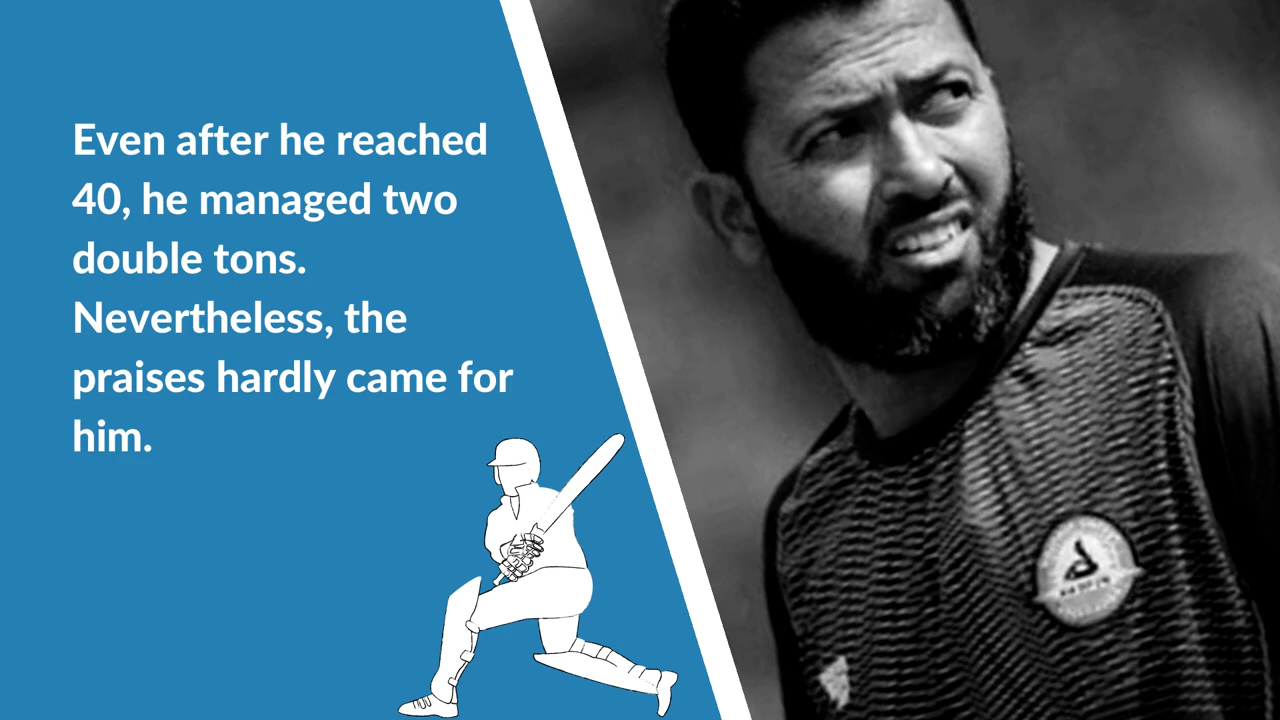 Even after he reached
40, he managed two
double tons.
Nevertheless, the
praises hardly came for
him.